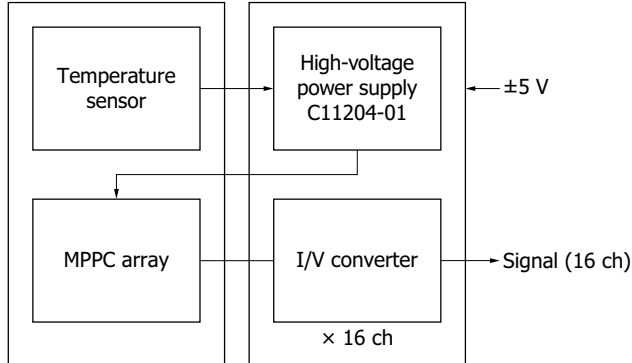 Temperature
sensor
High-voltage
power supply
C11204-01
±5 V
MPPC array
I/V converter
Signal (16 ch)
× 16 ch